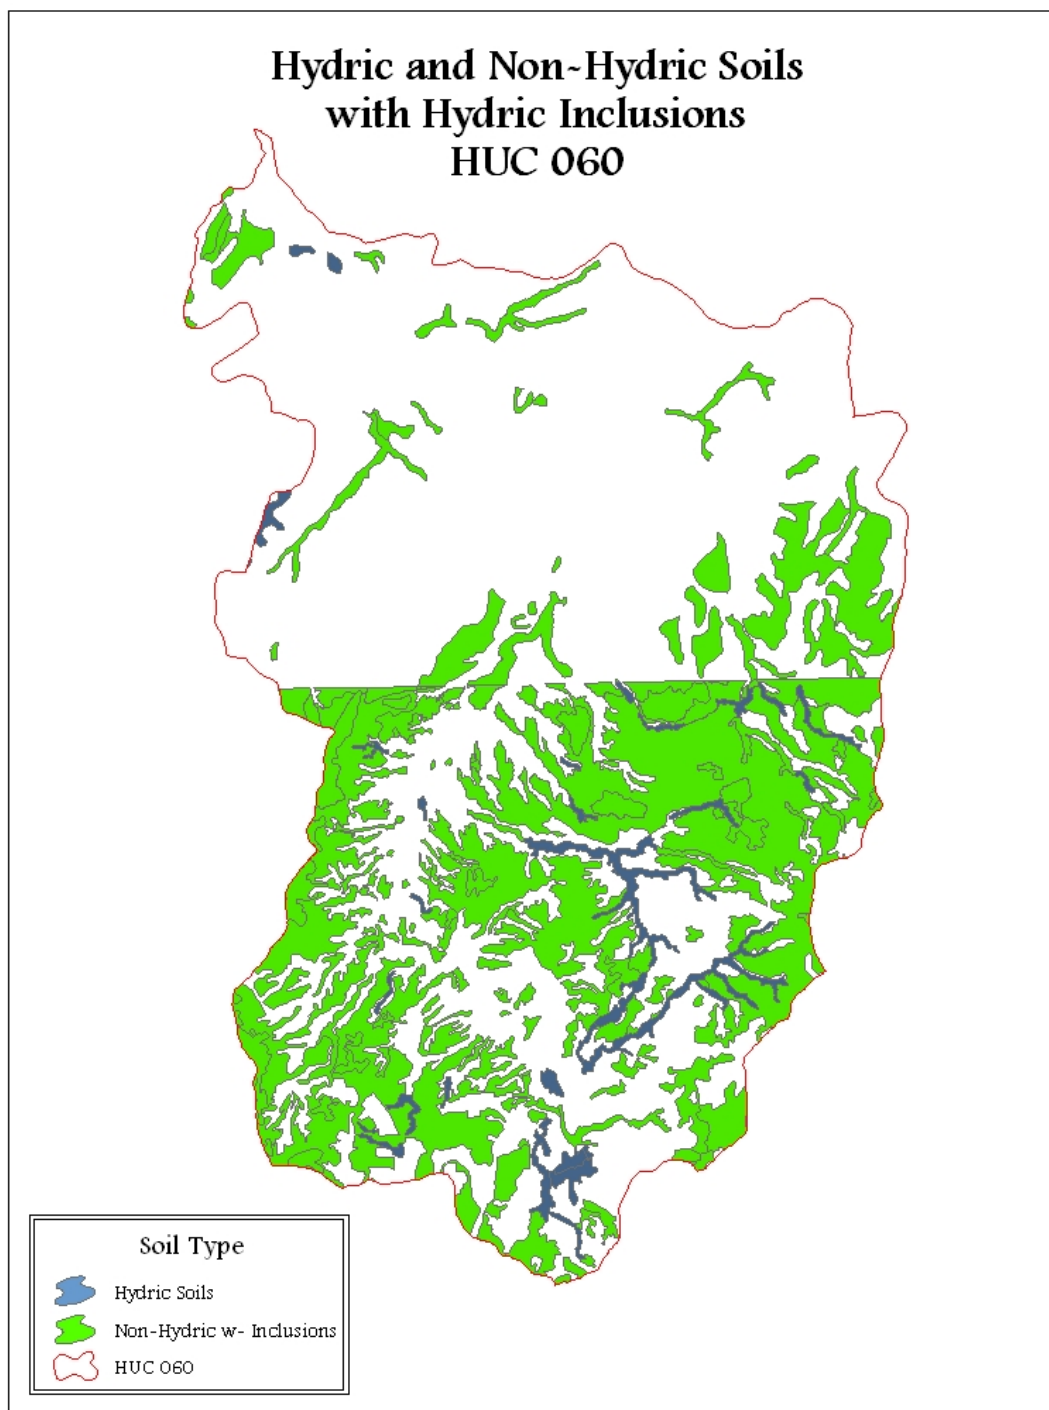 Hydric and Non-Hydric Soils
with Hydric Inclusions
HUC 060
Soil Type
Hydric Soils
Non-Hydric w- Inclusions
HUC 060